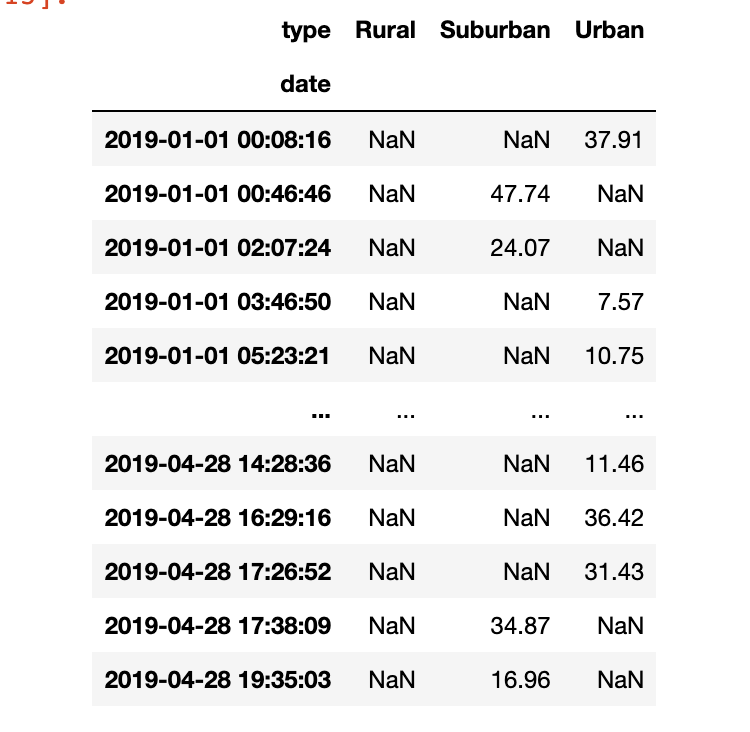 type Rural Suburban Urban
date
2019-01-01 00:08:16 NaN NaN 37.91
2019-01-01 00:46:46 NaN 47.74 NaN
2019-01-01 02:07:24 NaN 24.07 NaN
2019-01-01 03:46:50 NaN NaN 7.57
2019-01-01 05:23:21 NaN NaN 10.75
... ... ... ...
2019-04-28 14:28:36 NaN NaN 11.46
2019-04-28 16:29:16 NaN NaN 36.42
2019-04-28 17:26:52 NaN NaN 31.43
2019-04-28 17:38:09 NaN 34.87 NaN
2019-04-28 19:35:03 NaN 16.96 NaN